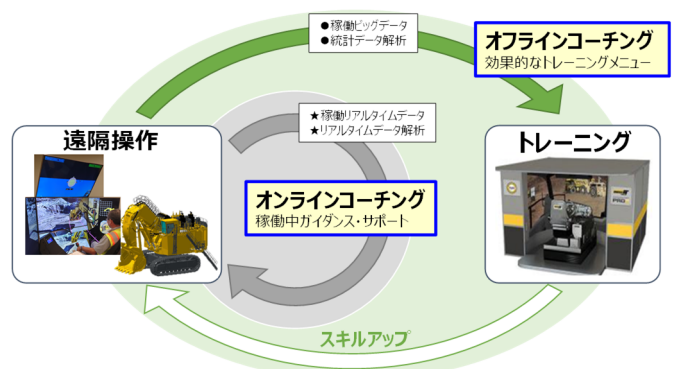 ●稼働ビッグデータ
●統計データ解析
オフラインコーチング
効果的なトレーニングメニュー
★稼働リアルタイムデータ
★リアルタイムデータ解析
遠隔操作
トレーニング
オンラインコーチング
稼働中ガイダンス・サポート
スキルアップ